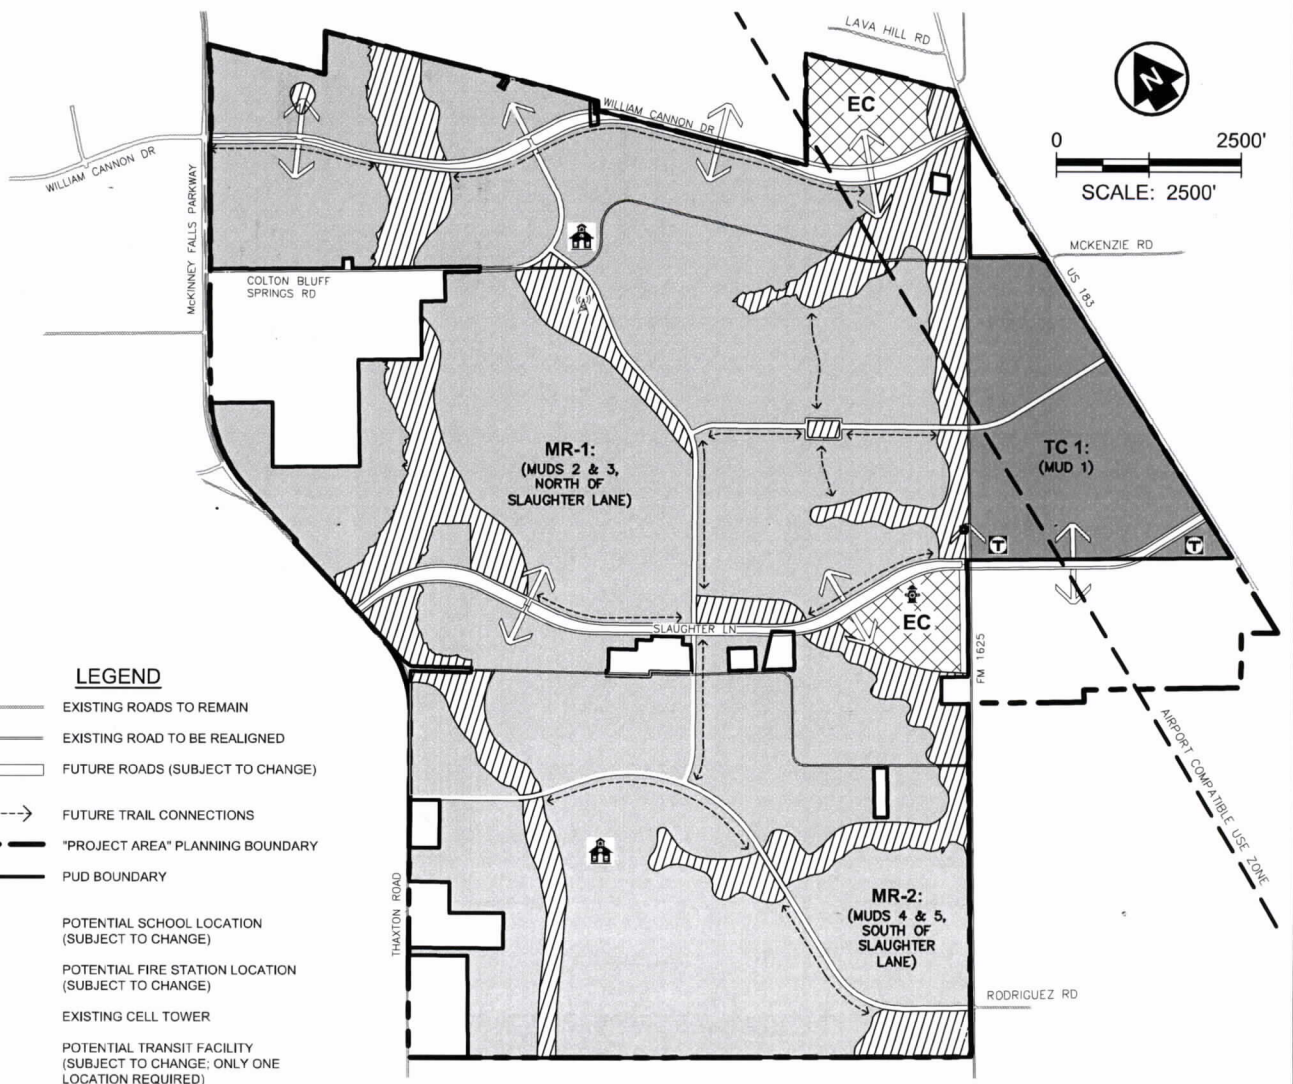 LAVA HILL RD
EC
N
WILLIAM CANNON DR
0 2500'
SCALE: 2500'
WILLIAM CANNON DR
McKINNEY FALLS PARKWAY
MCKENZIE RD
COLTON BLUFF
SPRINGS RD
US 183
MR-1:
(MUDS 2 & 3,
NORTH OF
SLAUGHTER LANE)
TC 1:
(MUD 1)
T
T
EC
SLAUGHTER LN
FM 1625
AIRPORT COMPATIBLE USE ZONE
LEGEND
EXISTING ROADS TO REMAIN
EXISTING ROAD TO BE REALIGNED
FUTURE ROADS (SUBJECT TO CHANGE)
FUTURE TRAIL CONNECTIONS
"PROJECT AREA" PLANNING BOUNDARY
PUD BOUNDARY
POTENTIAL SCHOOL LOCATION
(SUBJECT TO CHANGE)
POTENTIAL FIRE STATION LOCATION
(SUBJECT TO CHANGE)
EXISTING CELL TOWER
POTENTIAL TRANSIT FACILITY
(SUBJECT TO CHANGE; ONLY ONE
LOCATION REQUIRED)
THAXTON ROAD
MR-2:
(MUDS 4 & 5,
SOUTH OF
SLAUGHTER
LANE)
RODRIGUEZ RD